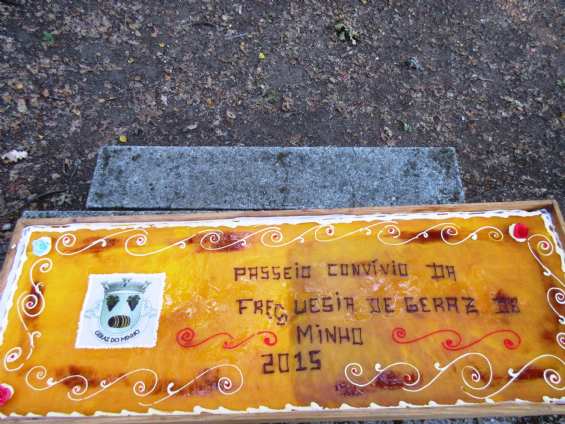 PASSEIO CONVÍVIO DA
FREGUESIA DE GERAZ DO
MINHO
2015
GERAZ DO MINHO